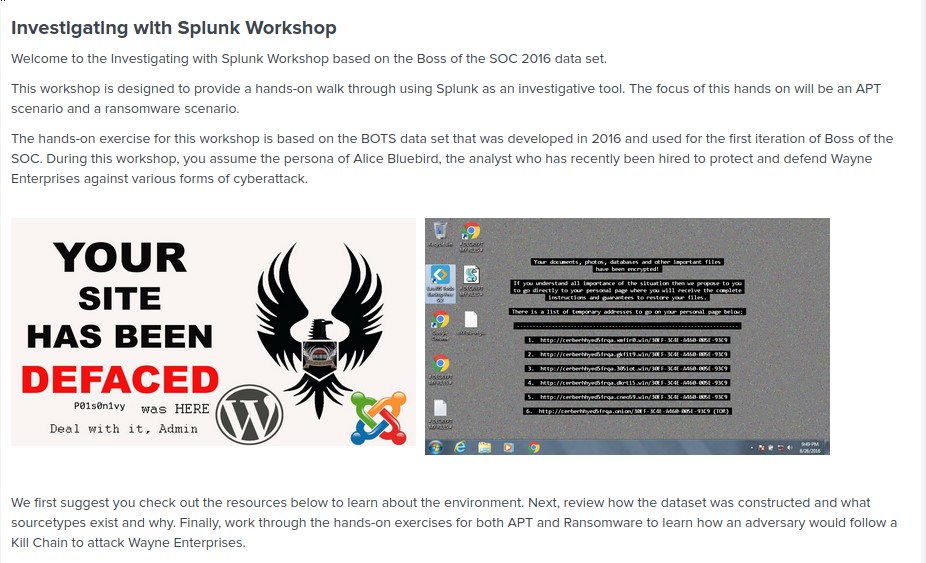 Investigating with Splunk Workshop
Welcome to the Investigating with Splunk Workshop based on the Boss of the SOC 2016 data set.
This workshop is designed to provide a hands-on walk through using Splunk as an investigative tool. The focus of this hands on will be an APT
scenario and a ransomware scenario.
The hands-on exercise for this workshop is based on the BOTS data set that was developed in 2016 and used for the first iteration of Boss of the
SOC. During this workshop, you assume the persona of Alice Bluebird, the analyst who has recently been hired to protect and defend Wayne
Enterprises against various forms of cyberattack.
YOUR
SITE
HAS BEEN
DEFACED
P01s0n1vy was HERE
Deal with it, Admin
Your documents, photos, databases and other important files
have been encrypted!
If you understand all importance of the situation then we propose to you
to go directly to your personal page where you will receive the complete
instructions and guarantees to restore your files.
There is a list of temporary addresses to go on your personal page below:
We first suggest you check out the resources below to learn about the environment. Next, review how the dataset was constructed and what
sourcetypes exist and why. Finally, work through the hands-on exercises for both APT and Ransomware to learn how an adversary would follow a
Kill Chain to attack Wayne Enterprises.